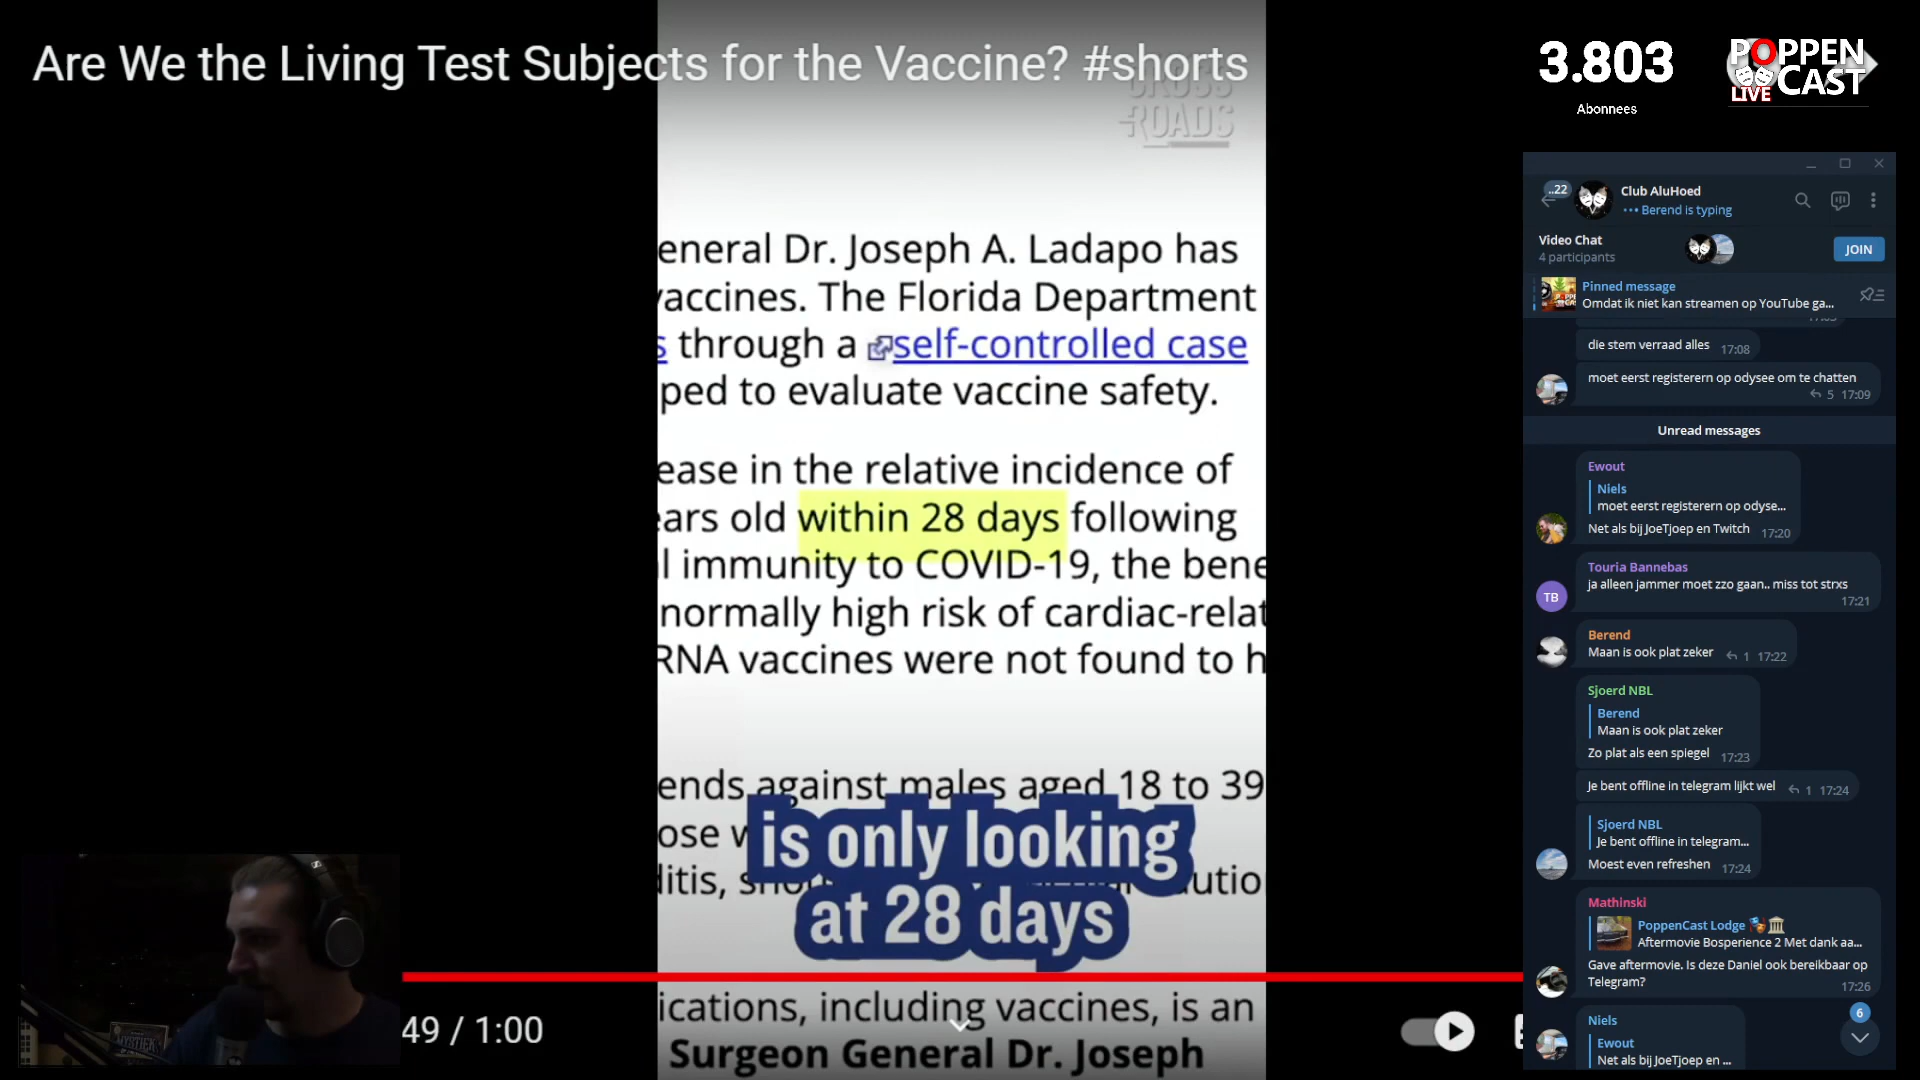 Are We the Living Test Subjects for the Vaccine? #shorts
CROSS
ROADS
3.803
Abonnees
POPPEN
CAST
LIVE
eneral Dr. Joseph A. Ladapo has
vaccines. The Florida Department
s through a self-controlled case
ped to evaluate vaccine safety.
ease in the relative incidence of
ears old within 28 days following
l immunity to COVID-19, the bene
normally high risk of cardiac-relat
RNA vaccines were not found to h
ends against males aged 18 to 39
ose w
is only looking
at 28 days
ications, including vaccines, is an
Surgeon General Dr. Joseph
49 / 1:00
MYSTIEK
..22
Club AluHoed
Berend is typing
Video Chat
4 participants
JOIN
Pinned message
Omdat ik niet kan streamen op YouTube ga...
die stem verraad alles 17:08
moet eerst registerern op odysee om te chatten
5 17:09
Unread messages
Ewout
Niels
moet eerst registerern op odyse...
Net als bij JoeTjoep en Twitch 17:20
Touria Bannebas
TB
ja alleen jammer moet zzo gaan.. miss tot strxs
17:21
Berend
Maan is ook plat zeker 1 17:22
Sjoerd NBL
Berend
Maan is ook plat zeker
Zo plat als een spiegel 17:23
Je bent offline in telegram lijkt wel 1 17:24
Sjoerd NBL
Je bent offline in telegram...
Moest even refreshen 17:24
Mathinski
PoppenCast Lodge
Aftermovie Bosperience 2 Met dank aa...
Gave aftermovie. Is deze Daniel ook bereikbaar op
Telegram?
17:26
6
Niels
Ewout
Net als bij JoeTjoep en ...